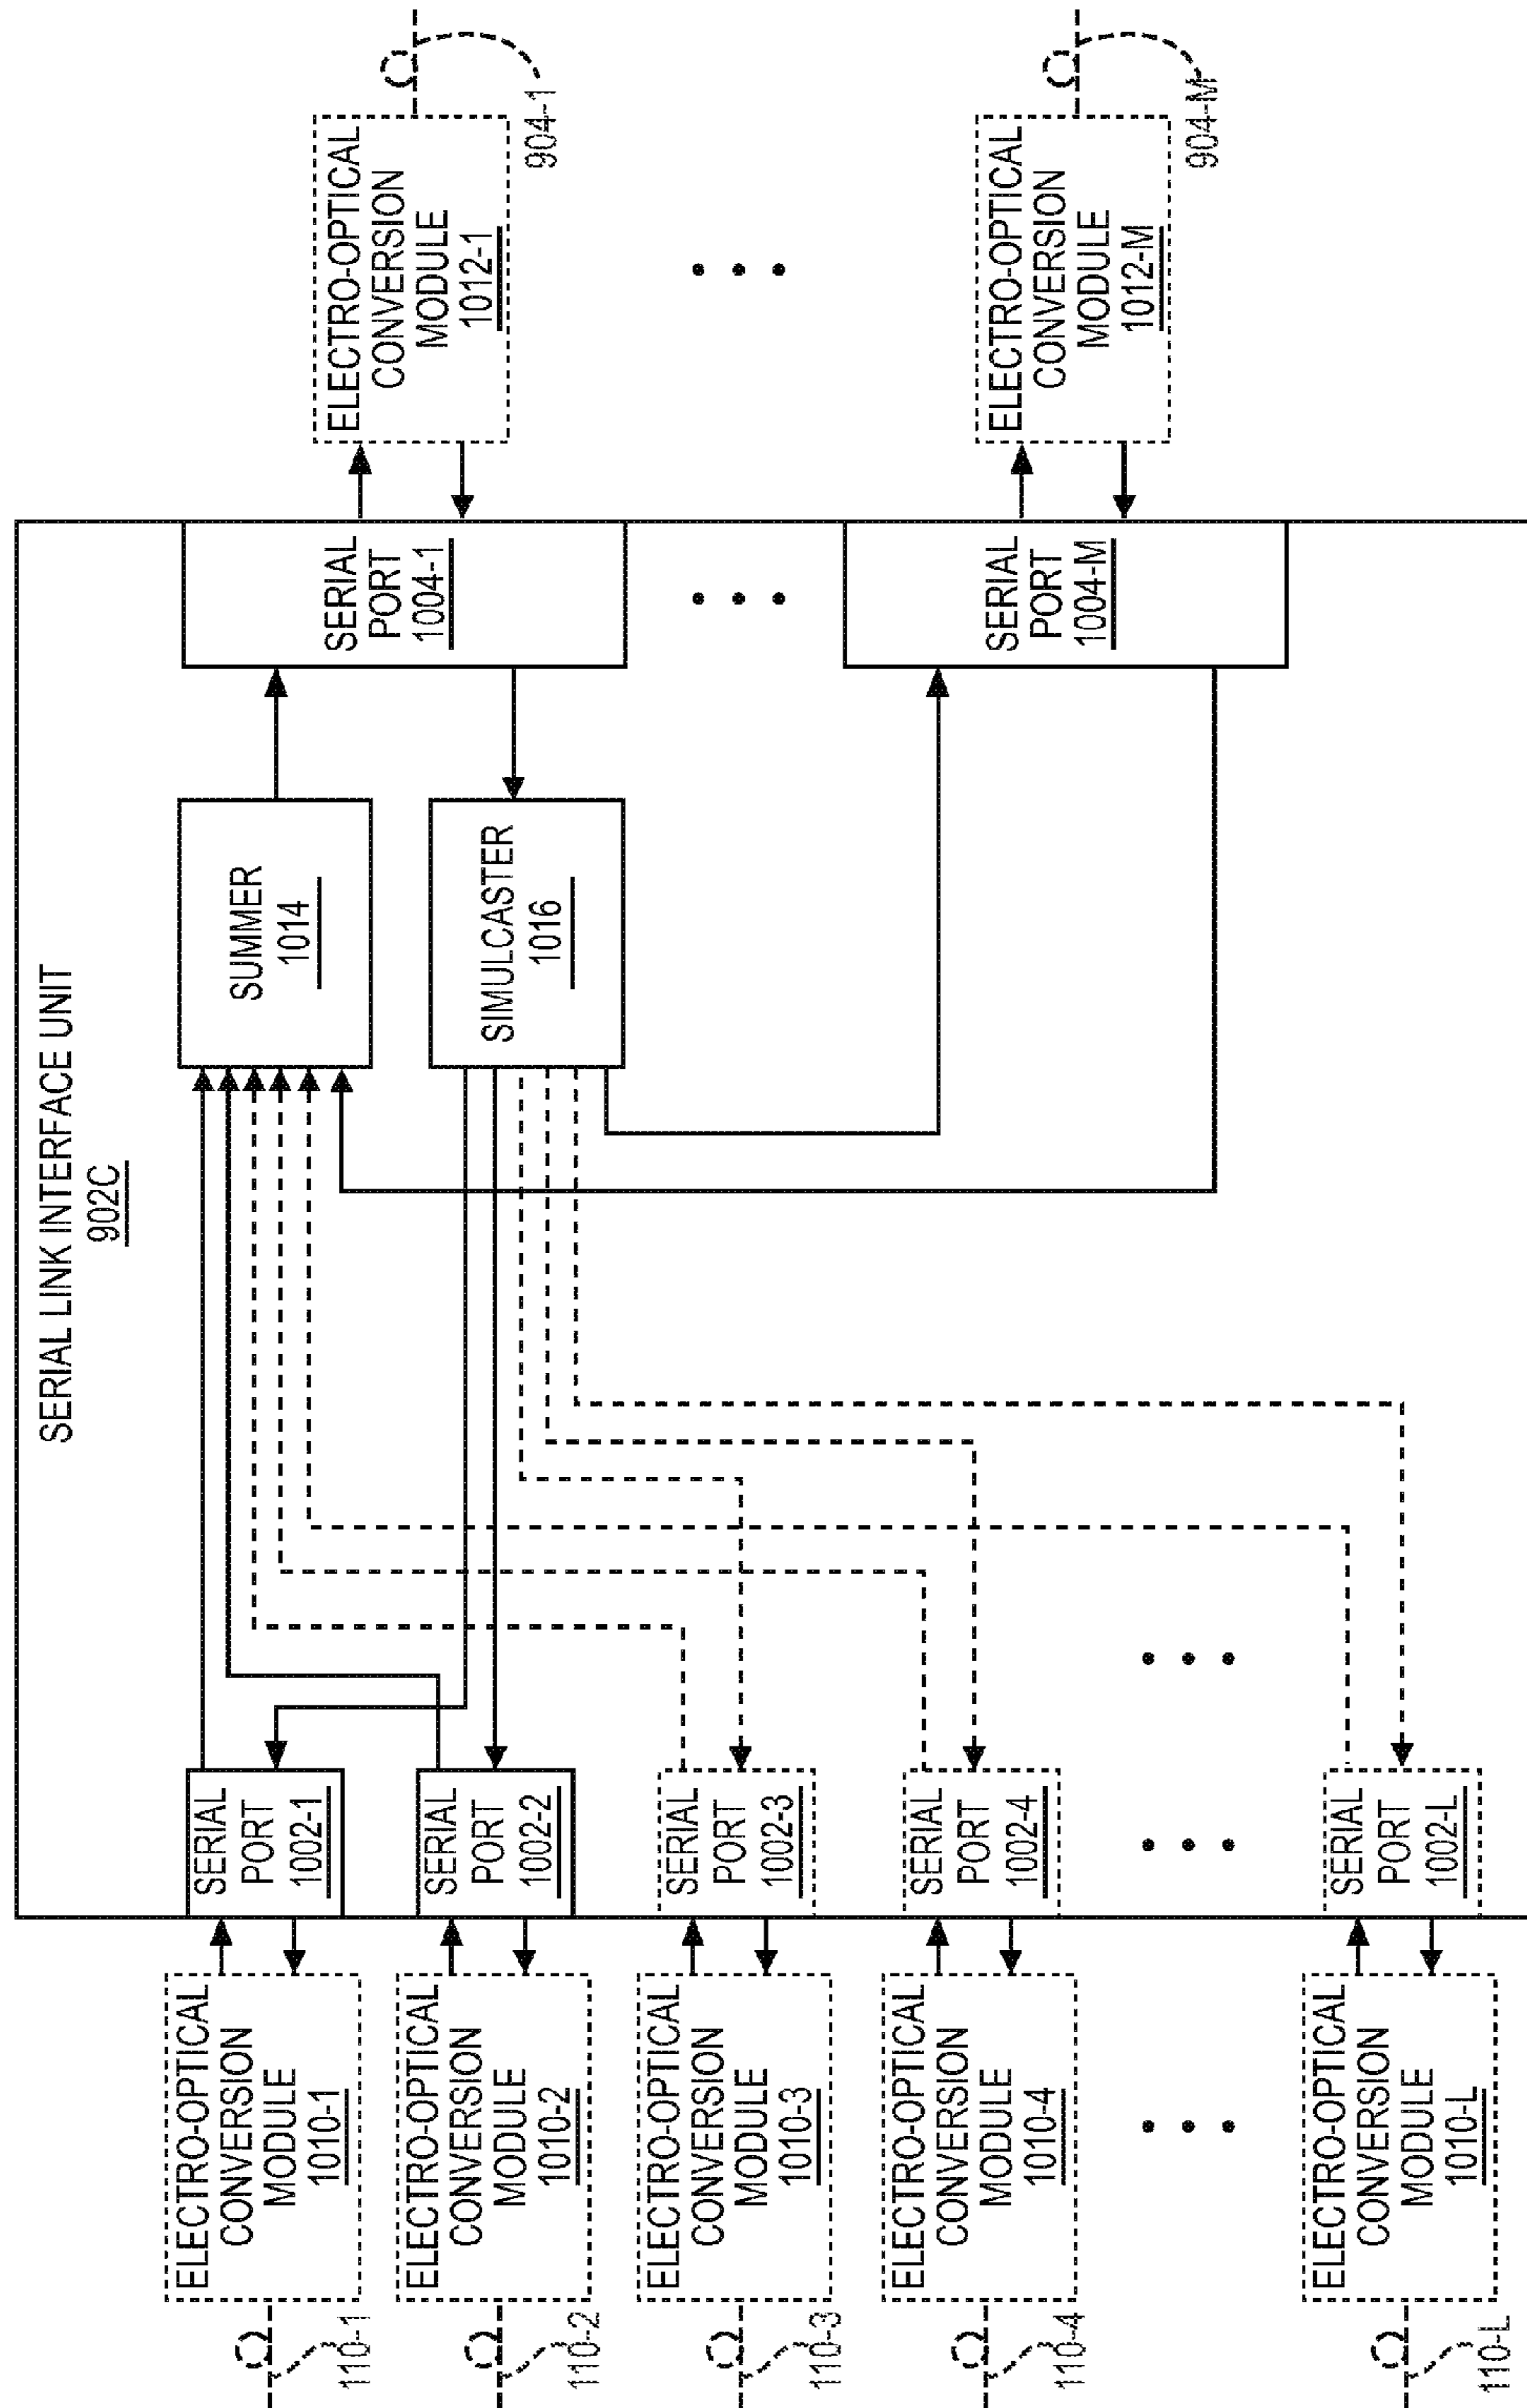 SERIAL LINK INTERFACE UNIT
902C
ELECTRO-OPTICAL
CONVERSION
MODULE
1010-1
110-1
SERIAL
PORT
1002-1
SUMMER
1014
SERIAL
PORT
1004-1
ELECTRO-OPTICAL
CONVERSION
MODULE
1012-1
904-1
ELECTRO-OPTICAL
CONVERSION
MODULE
1010-2
110-2
SERIAL
PORT
1002-2
SIMULCASTER
1016
ELECTRO-OPTICAL
CONVERSION
MODULE
1010-3
110-3
SERIAL
PORT
1002-3
ELECTRO-OPTICAL
CONVERSION
MODULE
1010-4
110-4
SERIAL
PORT
1002-4
SERIAL
PORT
1004-M
ELECTRO-OPTICAL
CONVERSION
MODULE
1012-M
904-M
ELECTRO-OPTICAL
CONVERSION
MODULE
1010-L
110-L
SERIAL
PORT
1002-L